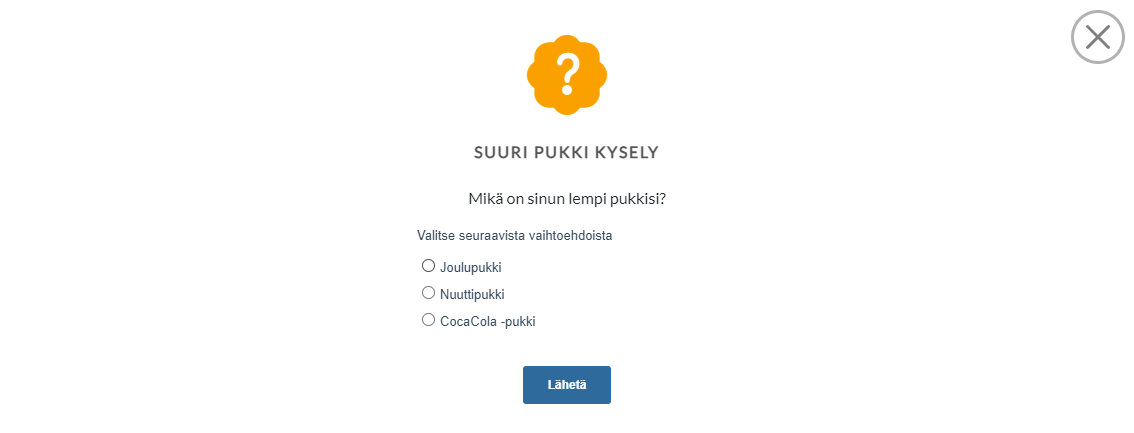 ?
SUURI PUKKI KYSELY
Mikä on sinun lempi pukkisi?
Valitse seuraavista vaihtoehdoista
Joulupukki
Nuuttipukki
CocaCola -pukki
Lähetä